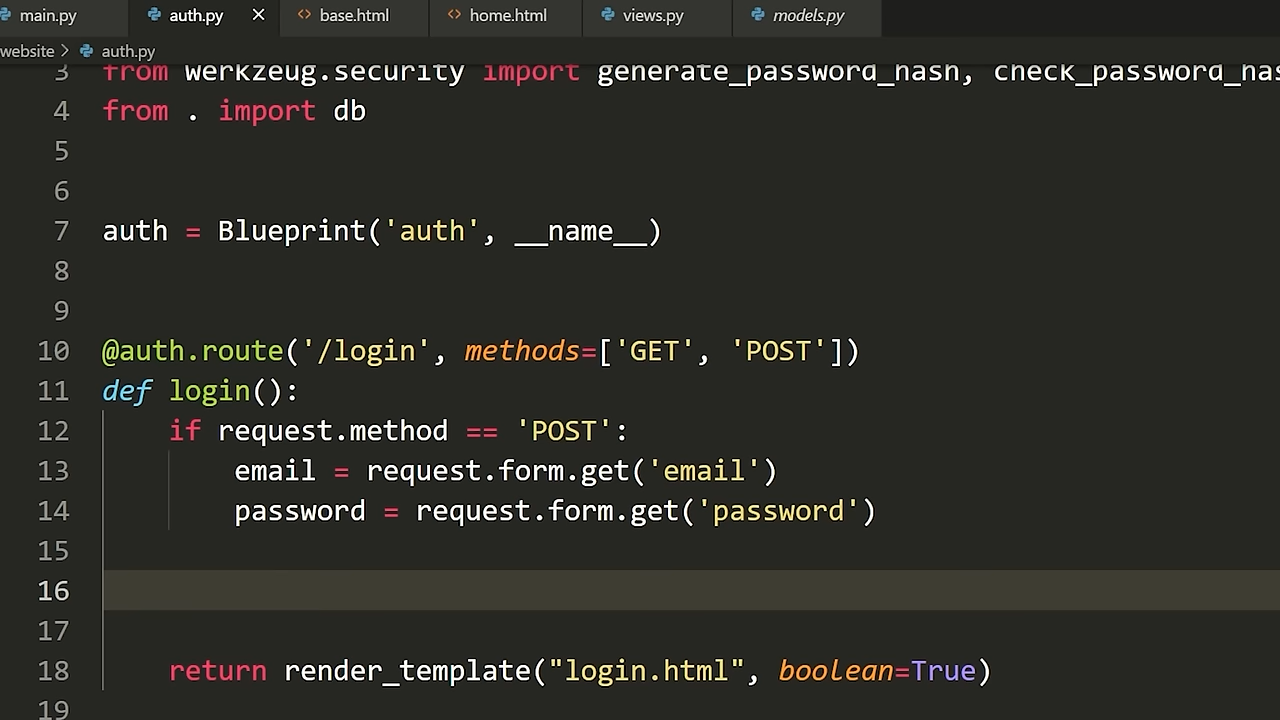 main.py auth.py × base.html home.html views.py models.py
website > auth.py
3 from werkzeug.security import generate_password_hash, check_password_has
4 from . import db
5
6
7 auth = Blueprint('auth', __name__)
8
9
10 @auth.route('/login', methods=['GET', 'POST'])
11 def login():
12 if request.method == 'POST':
13 email = request.form.get('email')
14 password = request.form.get('password')
15
16
17
18 return render_template("login.html", boolean=True)
19